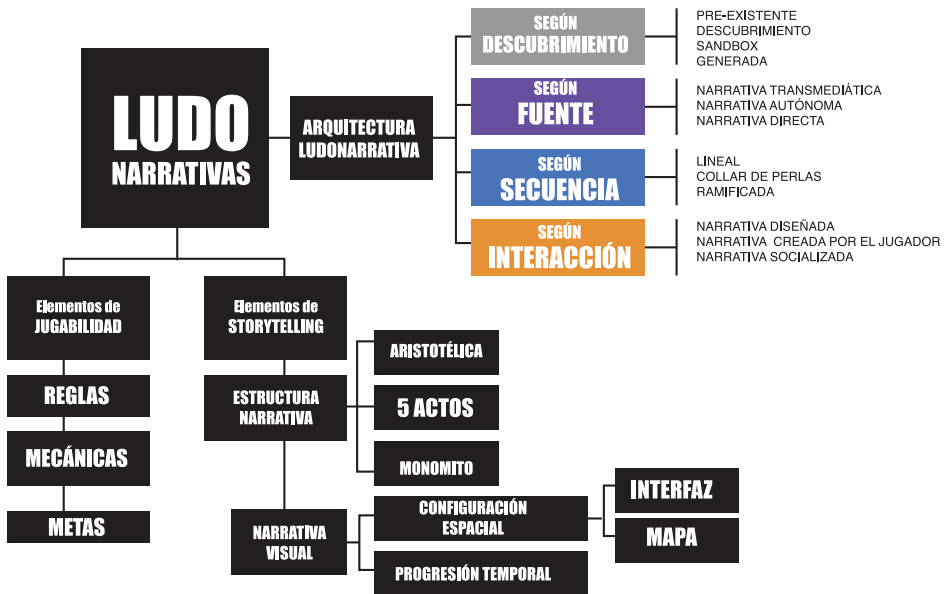 LUDO
NARRATIVAS
ARQUITECTURA
LUDONARRATIVA
SEGÚN
DESCUBRIMIENTO
PRE-EXISTENTE
DESCUBRIMIENTO
SANDBOX
GENERADA
SEGÚN
FUENTE
NARRATIVA TRANSMEDIÁTICA
NARRATIVA AUTÓNOMA
NARRATIVA DIRECTA
SEGÚN
SECUENCIA
LINEAL
COLLAR DE PERLAS
RAMIFICADA
SEGÚN
INTERACCIÓN
NARRATIVA DISEÑADA
NARRATIVA CREADA POR EL JUGADOR
NARRATIVA SOCIALIZADA
Elementos de
JUGABILIDAD
REGLAS
MECÁNICAS
METAS
Elementos de
STORYTELLING
ESTRUCTURA
NARRATIVA
ARISTOTÉLICA
5 ACTOS
MONOMITO
NARRATIVA
VISUAL
CONFIGURACIÓN
ESPACIAL
INTERFAZ
MAPA
PROGRESIÓN TEMPORAL